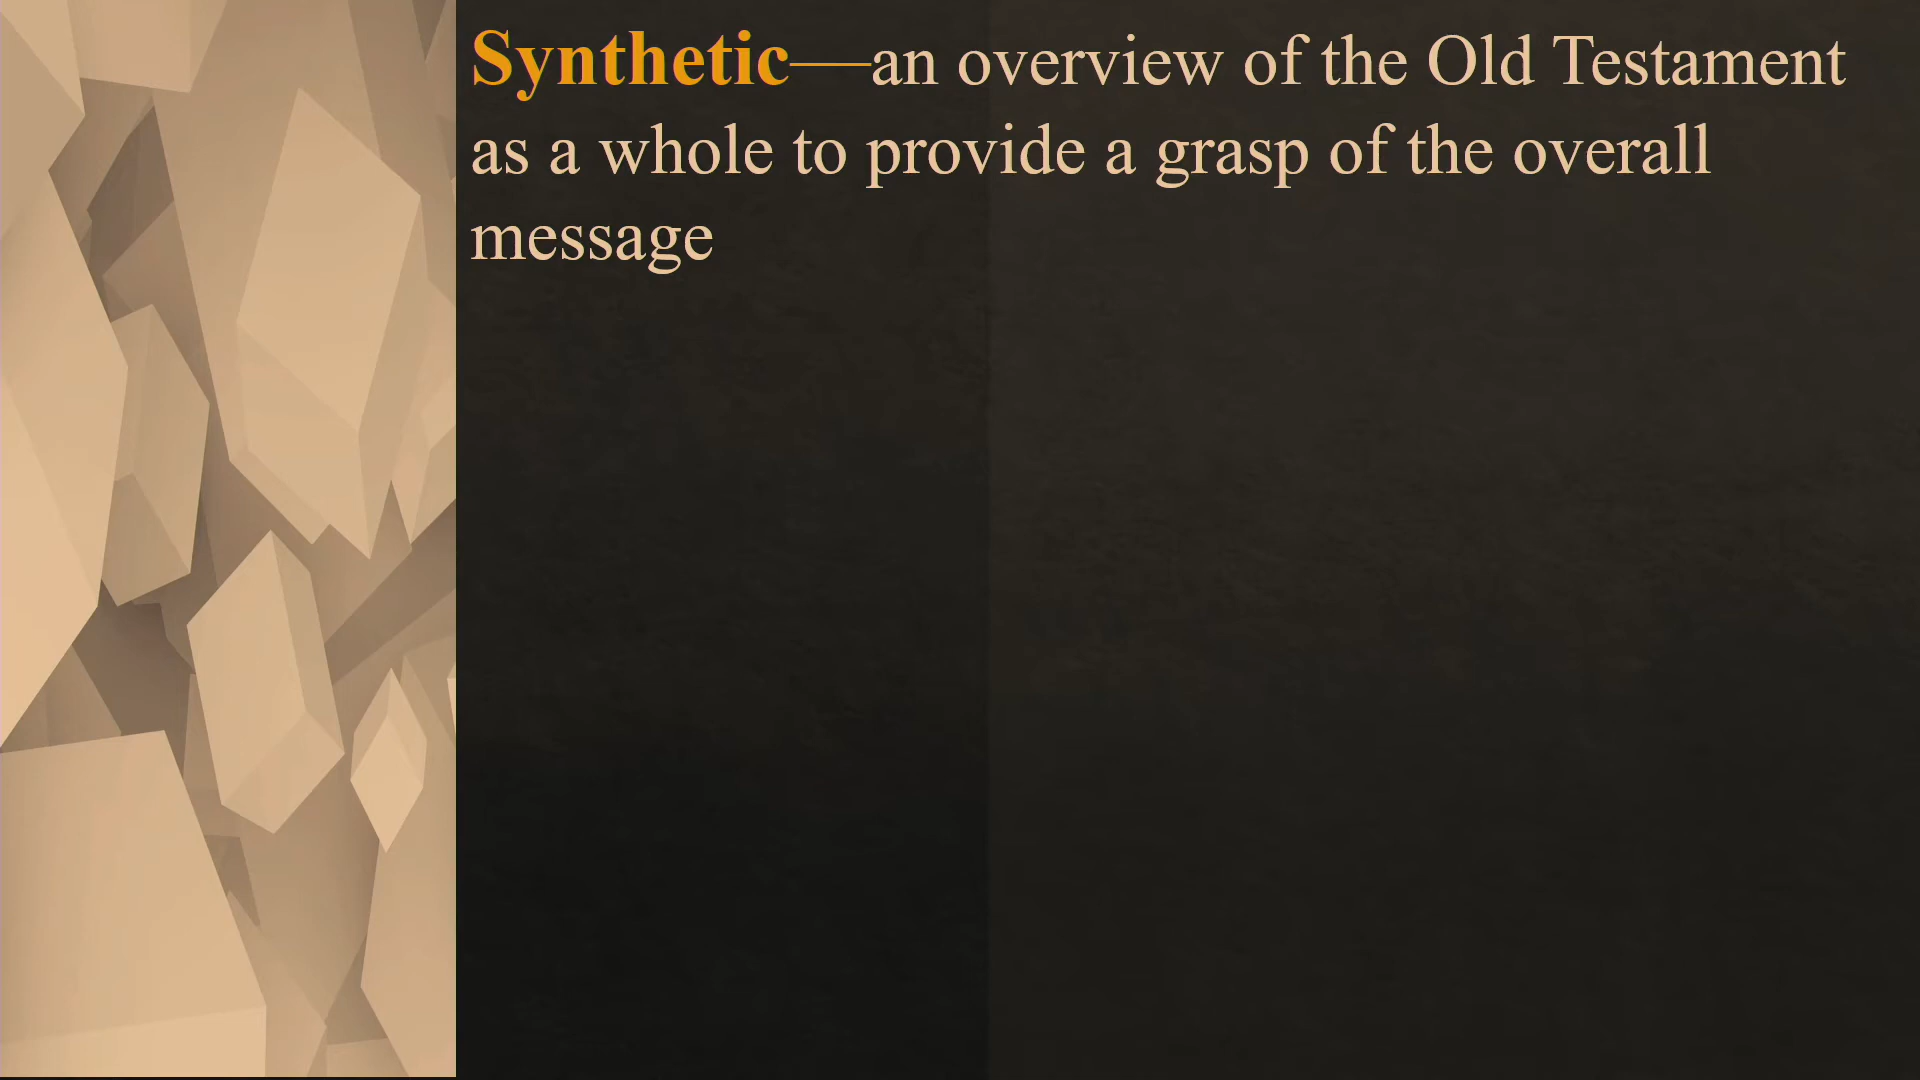 Synthetic—an overview of the Old Testament
as a whole to provide a grasp of the overall
message